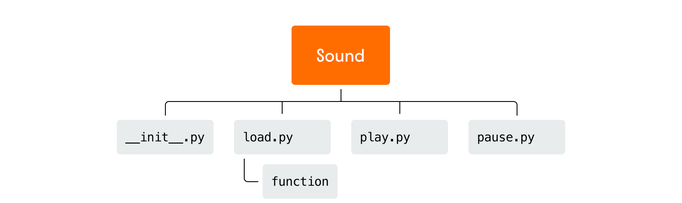 Sound
__init__.py
load.py
play.py
pause.py
function